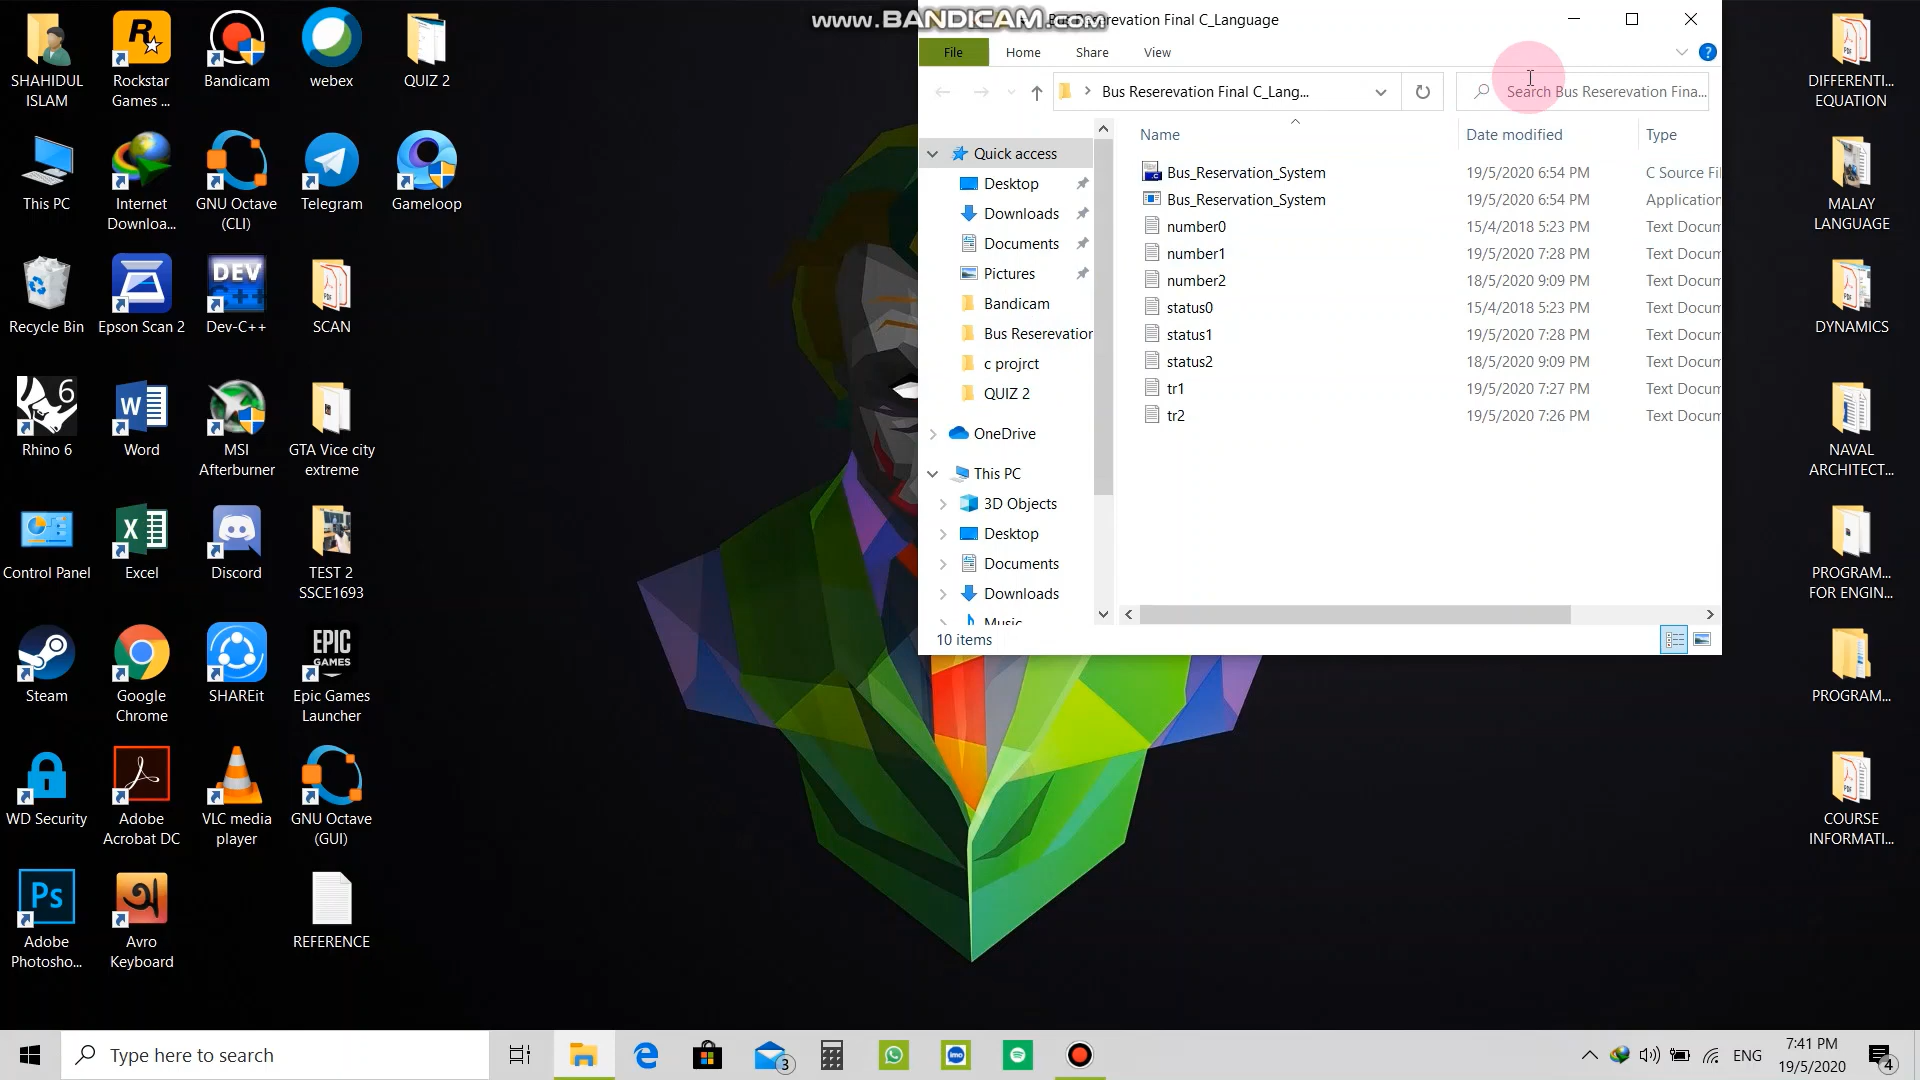 SHAHIDUL
ISLAM
Rockstar
Games ...
Bandicam
webex
QUIZ 2
This PC
Internet
Downloa...
GNU Octave
(CLI)
Telegram
Gameloop
Recycle Bin
Epson Scan 2
DEV
Dev-C++
SCAN
6
Rhino 6
Word
MSI
Afterburner
GTA Vice city
extreme
Control Panel
Excel
Discord
TEST 2
SSCE1693
Steam
Google
Chrome
SHAREit
EPIC
GAMES
Epic Games
Launcher
WD Security
Adobe
Acrobat DC
VLC media
player
GNU Octave
(GUI)
Ps
Adobe
Photosho...
Avro
Keyboard
REFERENCE
www.BANDICAM.com
Bus Reserevation Final C_Language
File
Home
Share
View
Bus Reserevation Final C_Lang...
Search Bus Reserevation Fina...
Quick access
Desktop
Downloads
Documents
Pictures
Bandicam
Bus Reserevation
c projrct
QUIZ 2
OneDrive
This PC
3D Objects
Desktop
Documents
Downloads
Music
Name Date modified Type
Bus_Reservation_System 19/5/2020 6:54 PM C Source Fil
Bus_Reservation_System 19/5/2020 6:54 PM Application
number0 15/4/2018 5:23 PM Text Docum
number1 19/5/2020 7:28 PM Text Docum
number2 18/5/2020 9:09 PM Text Docum
status0 15/4/2018 5:23 PM Text Docum
status1 19/5/2020 7:28 PM Text Docum
status2 18/5/2020 9:09 PM Text Docum
tr1 19/5/2020 7:27 PM Text Docum
tr2 19/5/2020 7:26 PM Text Docum
10 items
DIFFERENTI...
EQUATION
MALAY
LANGUAGE
DYNAMICS
NAVAL
ARCHITECT...
PROGRAM...
FOR ENGIN...
PROGRAM...
COURSE
INFORMATI...
Type here to search
3
imo
ENG
7:41 PM
19/5/2020
4